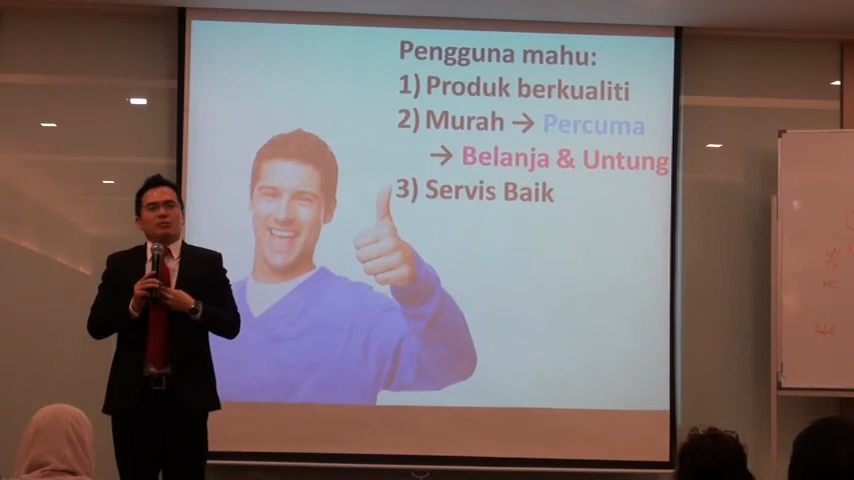 Pengguna mahu:
1) Produk berkualiti
2) Murah → Percuma
→ Belanja & Untung
3) Servis Baik